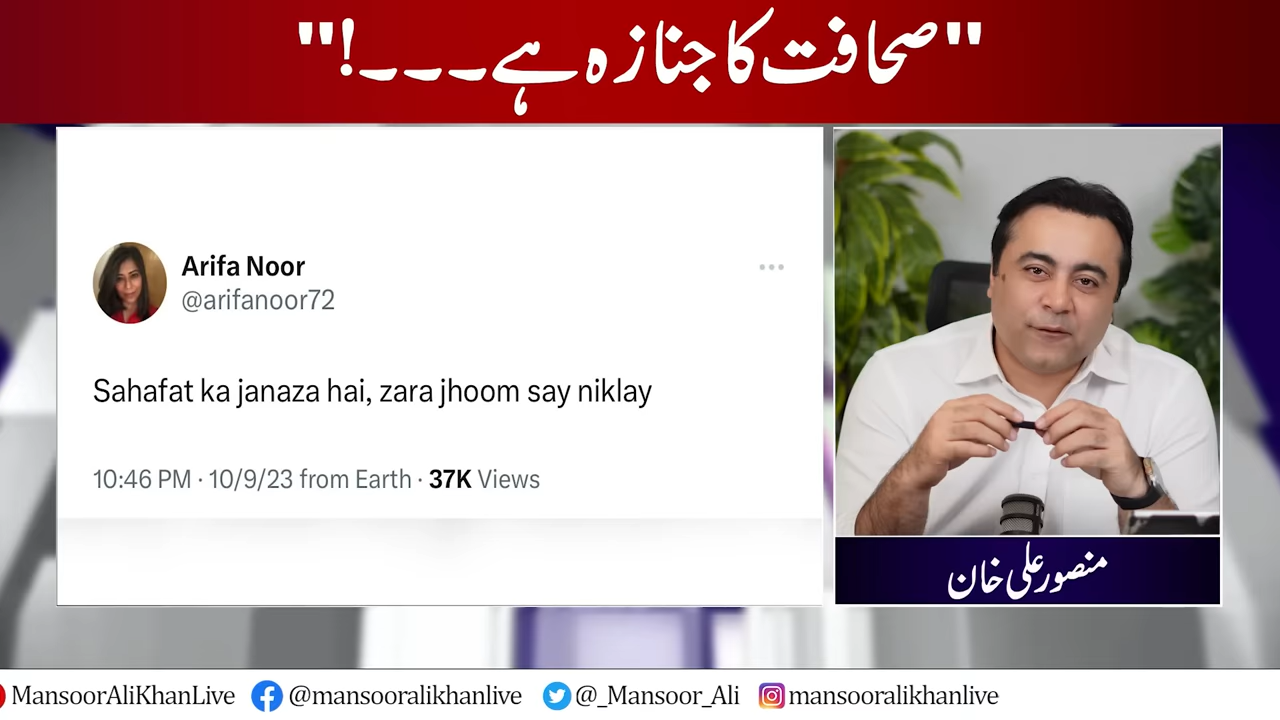 "صحافت کا جنازہ ہے۔۔۔!"
Arifa Noor
@arifanoor72
Sahafat ka janaza hai, zara jhoom say niklay
10:46 PM · 10/9/23 from Earth · 37K Views
منصور علی خان
MansoorAliKhanLive @mansooralikhanlive @_Mansoor_Ali mansooralikhanlive